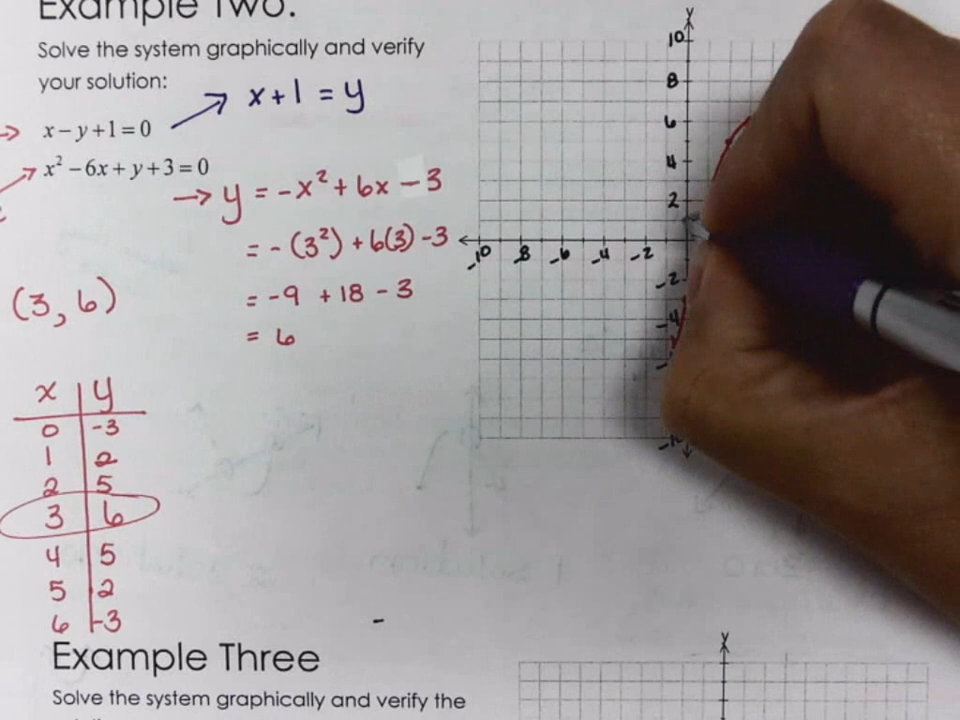 Example Two:
Solve the system graphically and verify
your solution:
x + 1 = y
x − y + 1 = 0
x² − 6x + y + 3 = 0
y = -x² + 6x - 3
= -(3²) + 6(3) - 3
= -9 + 18 - 3
= 6
(3, 6)
x y
0 -3
1 2
2 5
3 6
4 5
5 2
6 -3
y
10
8
6
4
2
-10 -8 -6 -4 -2
-2
-4
Example Three
Solve the system graphically and verify the
y